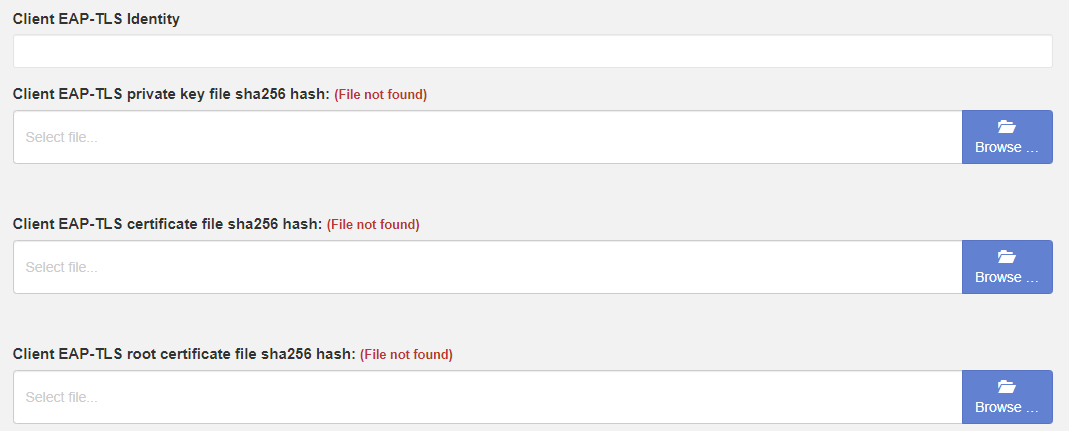 Client EAP-TLS Identity
Client EAP-TLS private key file sha256 hash: (File not found)
Select file...
Browse ...
Client EAP-TLS certificate file sha256 hash: (File not found)
Select file...
Browse ...
Client EAP-TLS root certificate file sha256 hash: (File not found)
Select file...
Browse ...